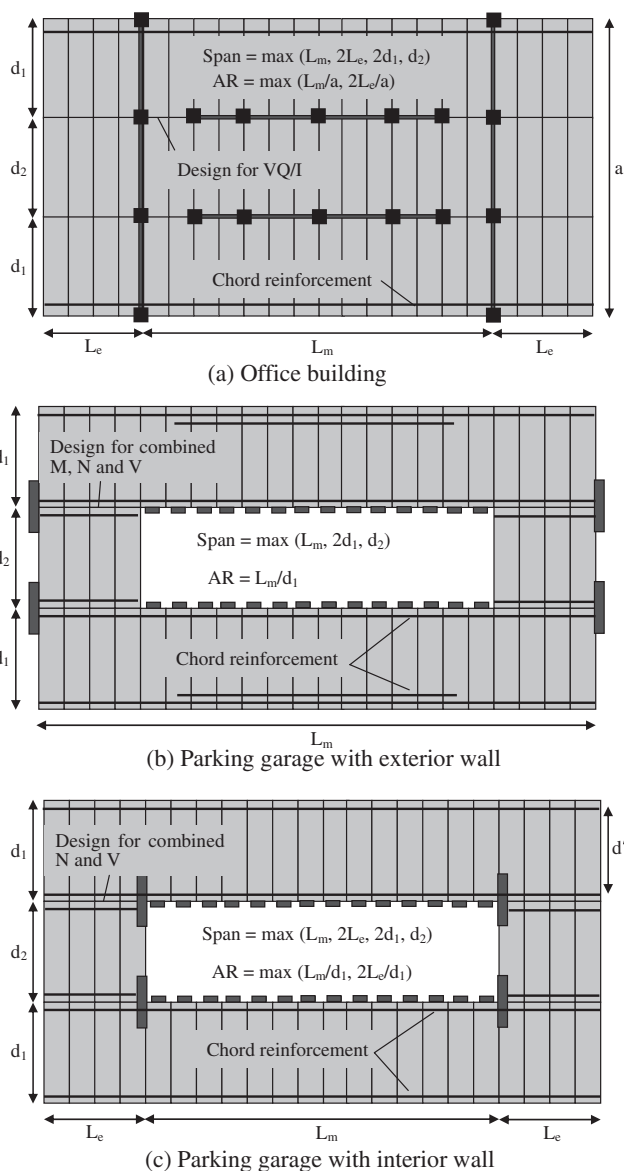 d₁
Span = max (Lₘ, 2Lₑ, 2d₁, d₂)
AR = max (Lₘ/a, 2Lₑ/a)
d₂
Design for VQ/I
a
d₁
Chord reinforcement
Lₑ
Lₘ
Lₑ
(a) Office building
d₁
Design for combined
M, N and V
d₂
Span = max (Lₘ, 2d₁, d₂)
AR = Lₘ/d₁
d₁
Chord reinforcement
Lₘ
(b) Parking garage with exterior wall
d₁
Design for combined
N and V
d'
d₂
Span = max (Lₘ, 2Lₑ, 2d₁, d₂)
AR = max (Lₘ/d₁, 2Lₑ/d₁)
d₁
Chord reinforcement
Lₑ
Lₘ
Lₑ
(c) Parking garage with interior wall